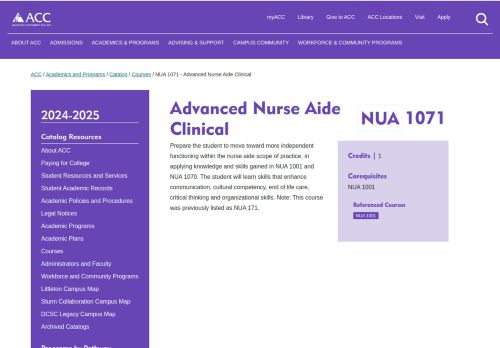 myACC Library Give to ACC ACC Locations Visit Apply
ACC
ABOUT ACC ADMISSIONS ACADEMICS & PROGRAMS ADVISING & SUPPORT CAMPUS COMMUNITY WORKFORCE & COMMUNITY PROGRAMS
ACC / Academics and Programs / Catalog / Courses / NUA 1071 - Advanced Nurse Aide Clinical
2024-2025
Catalog Resources
About ACC
Paying for College
Student Resources and Services
Student Academic Records
Academic Policies and Procedures
Legal Notices
Academic Programs
Academic Plans
Courses
Administrators and Faculty
Workforce and Community Programs
Littleton Campus Map
Sturm Collaboration Campus Map
DCSC Legacy Campus Map
Archived Catalogs
Programs by Pathway
Advanced Nurse Aide
Clinical
Prepare the student to move toward more independent
functioning within the nurse aide scope of practice, in
applying knowledge and skills gained in NUA 1001 and
NUA 1070. The student will learn skills that enhance
communication, cultural competency, end of life care,
critical thinking and organizational skills. Note: This course
was previously listed as NUA 171.
NUA 1071
Credits | 1
Corequisites
NUA 1001
Referenced Courses
NUA 1001